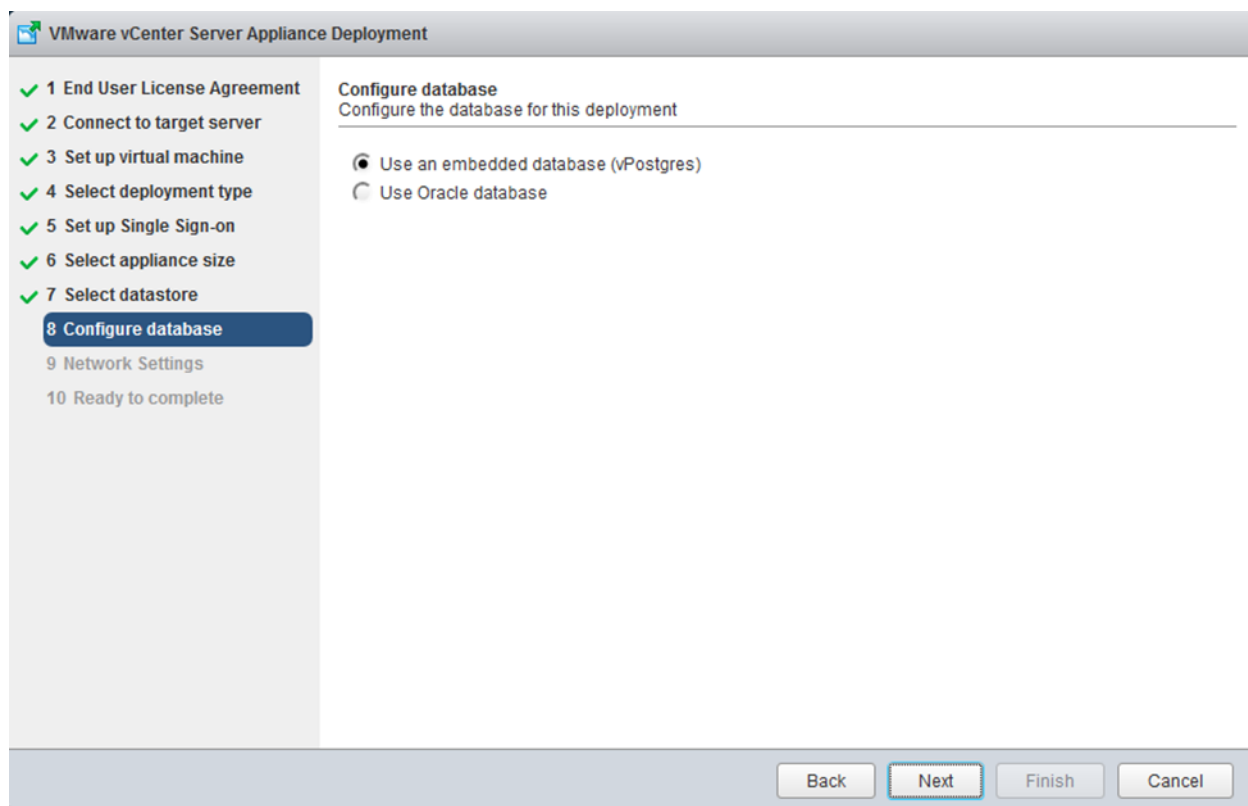 VMware vCenter Server Appliance Deployment
1 End User License Agreement
2 Connect to target server
3 Set up virtual machine
4 Select deployment type
5 Set up Single Sign-on
6 Select appliance size
7 Select datastore
8 Configure database
9 Network Settings
10 Ready to complete
Configure database
Configure the database for this deployment
Use an embedded database (vPostgres)
Use Oracle database
Back Next Finish Cancel